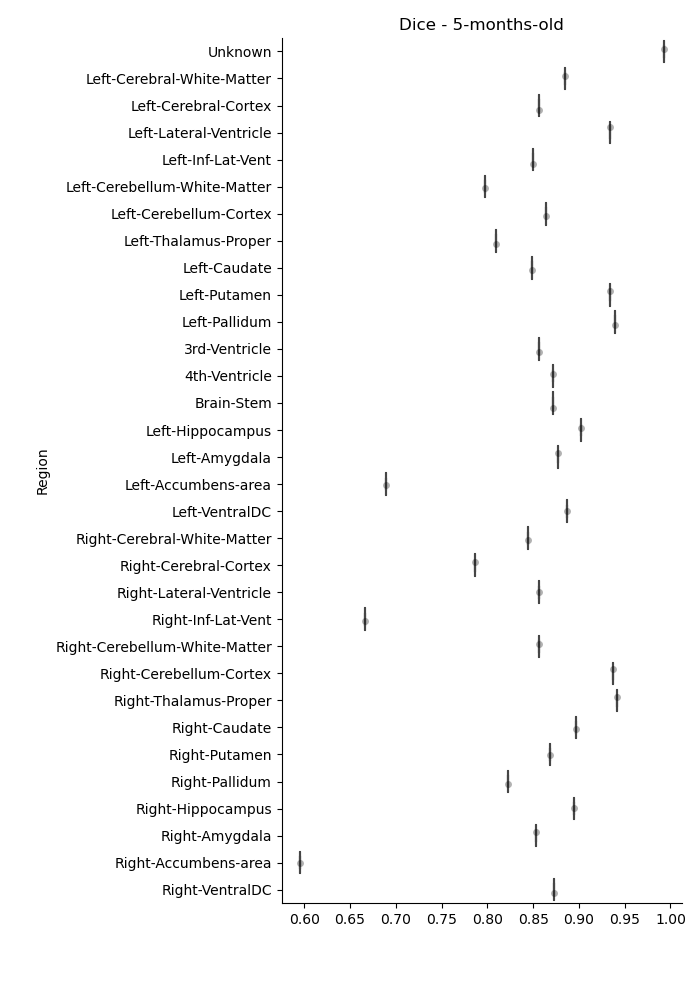 Dice - 5-months-old
Unknown
Left-Cerebral-White-Matter
Left-Cerebral-Cortex
Left-Lateral-Ventricle
Left-Inf-Lat-Vent
Left-Cerebellum-White-Matter
Left-Cerebellum-Cortex
Left-Thalamus-Proper
Left-Caudate
Left-Putamen
Left-Pallidum
3rd-Ventricle
4th-Ventricle
Brain-Stem
Left-Hippocampus
Left-Amygdala
Left-Accumbens-area
Left-VentralDC
Right-Cerebral-White-Matter
Right-Cerebral-Cortex
Right-Lateral-Ventricle
Right-Inf-Lat-Vent
Right-Cerebellum-White-Matter
Right-Cerebellum-Cortex
Right-Thalamus-Proper
Right-Caudate
Right-Putamen
Right-Pallidum
Right-Hippocampus
Right-Amygdala
Right-Accumbens-area
Right-VentralDC
Region
0.60 0.65 0.70 0.75 0.80 0.85 0.90 0.95 1.00